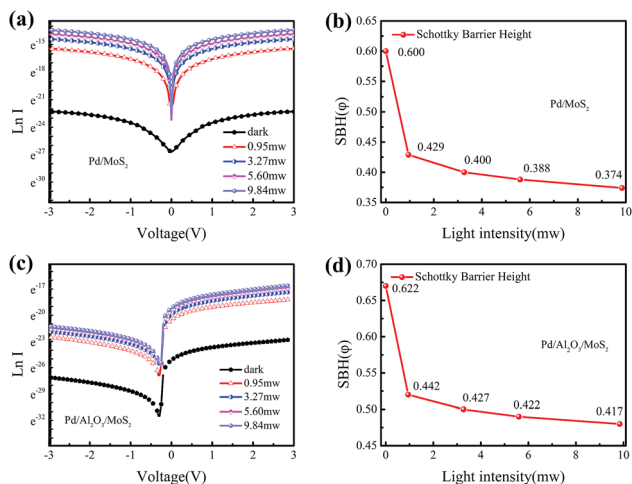 (a)
Ln I
e^-15
e^-18
e^-21
e^-24
e^-27
e^-30
Pd/MoS₂
dark
0.95mw
3.27mw
5.60mw
9.84mw
-3 -2 -1 0 1 2 3
Voltage(V)
(b)
SBH(φ)
0.65
0.60
0.55
0.50
0.45
0.40
0.35
Schottky Barrier Height
0.600
Pd/MoS₂
0.429
0.400
0.388
0.374
0 2 4 6 8 10
Light intensity(mw)
(c)
Ln I
e^-17
e^-20
e^-23
e^-26
e^-29
e^-32
dark
0.95mw
3.27mw
5.60mw
9.84mw
Pd/Al₂O₃/MoS₂
-3 -2 -1 0 1 2 3
Voltage(V)
(d)
SBH(φ)
0.70
0.65
0.60
0.55
0.50
0.45
Schottky Barrier Height
0.622
Pd/Al₂O₃/MoS₂
0.442
0.427
0.422
0.417
0 2 4 6 8 10
Light intensity(mw)